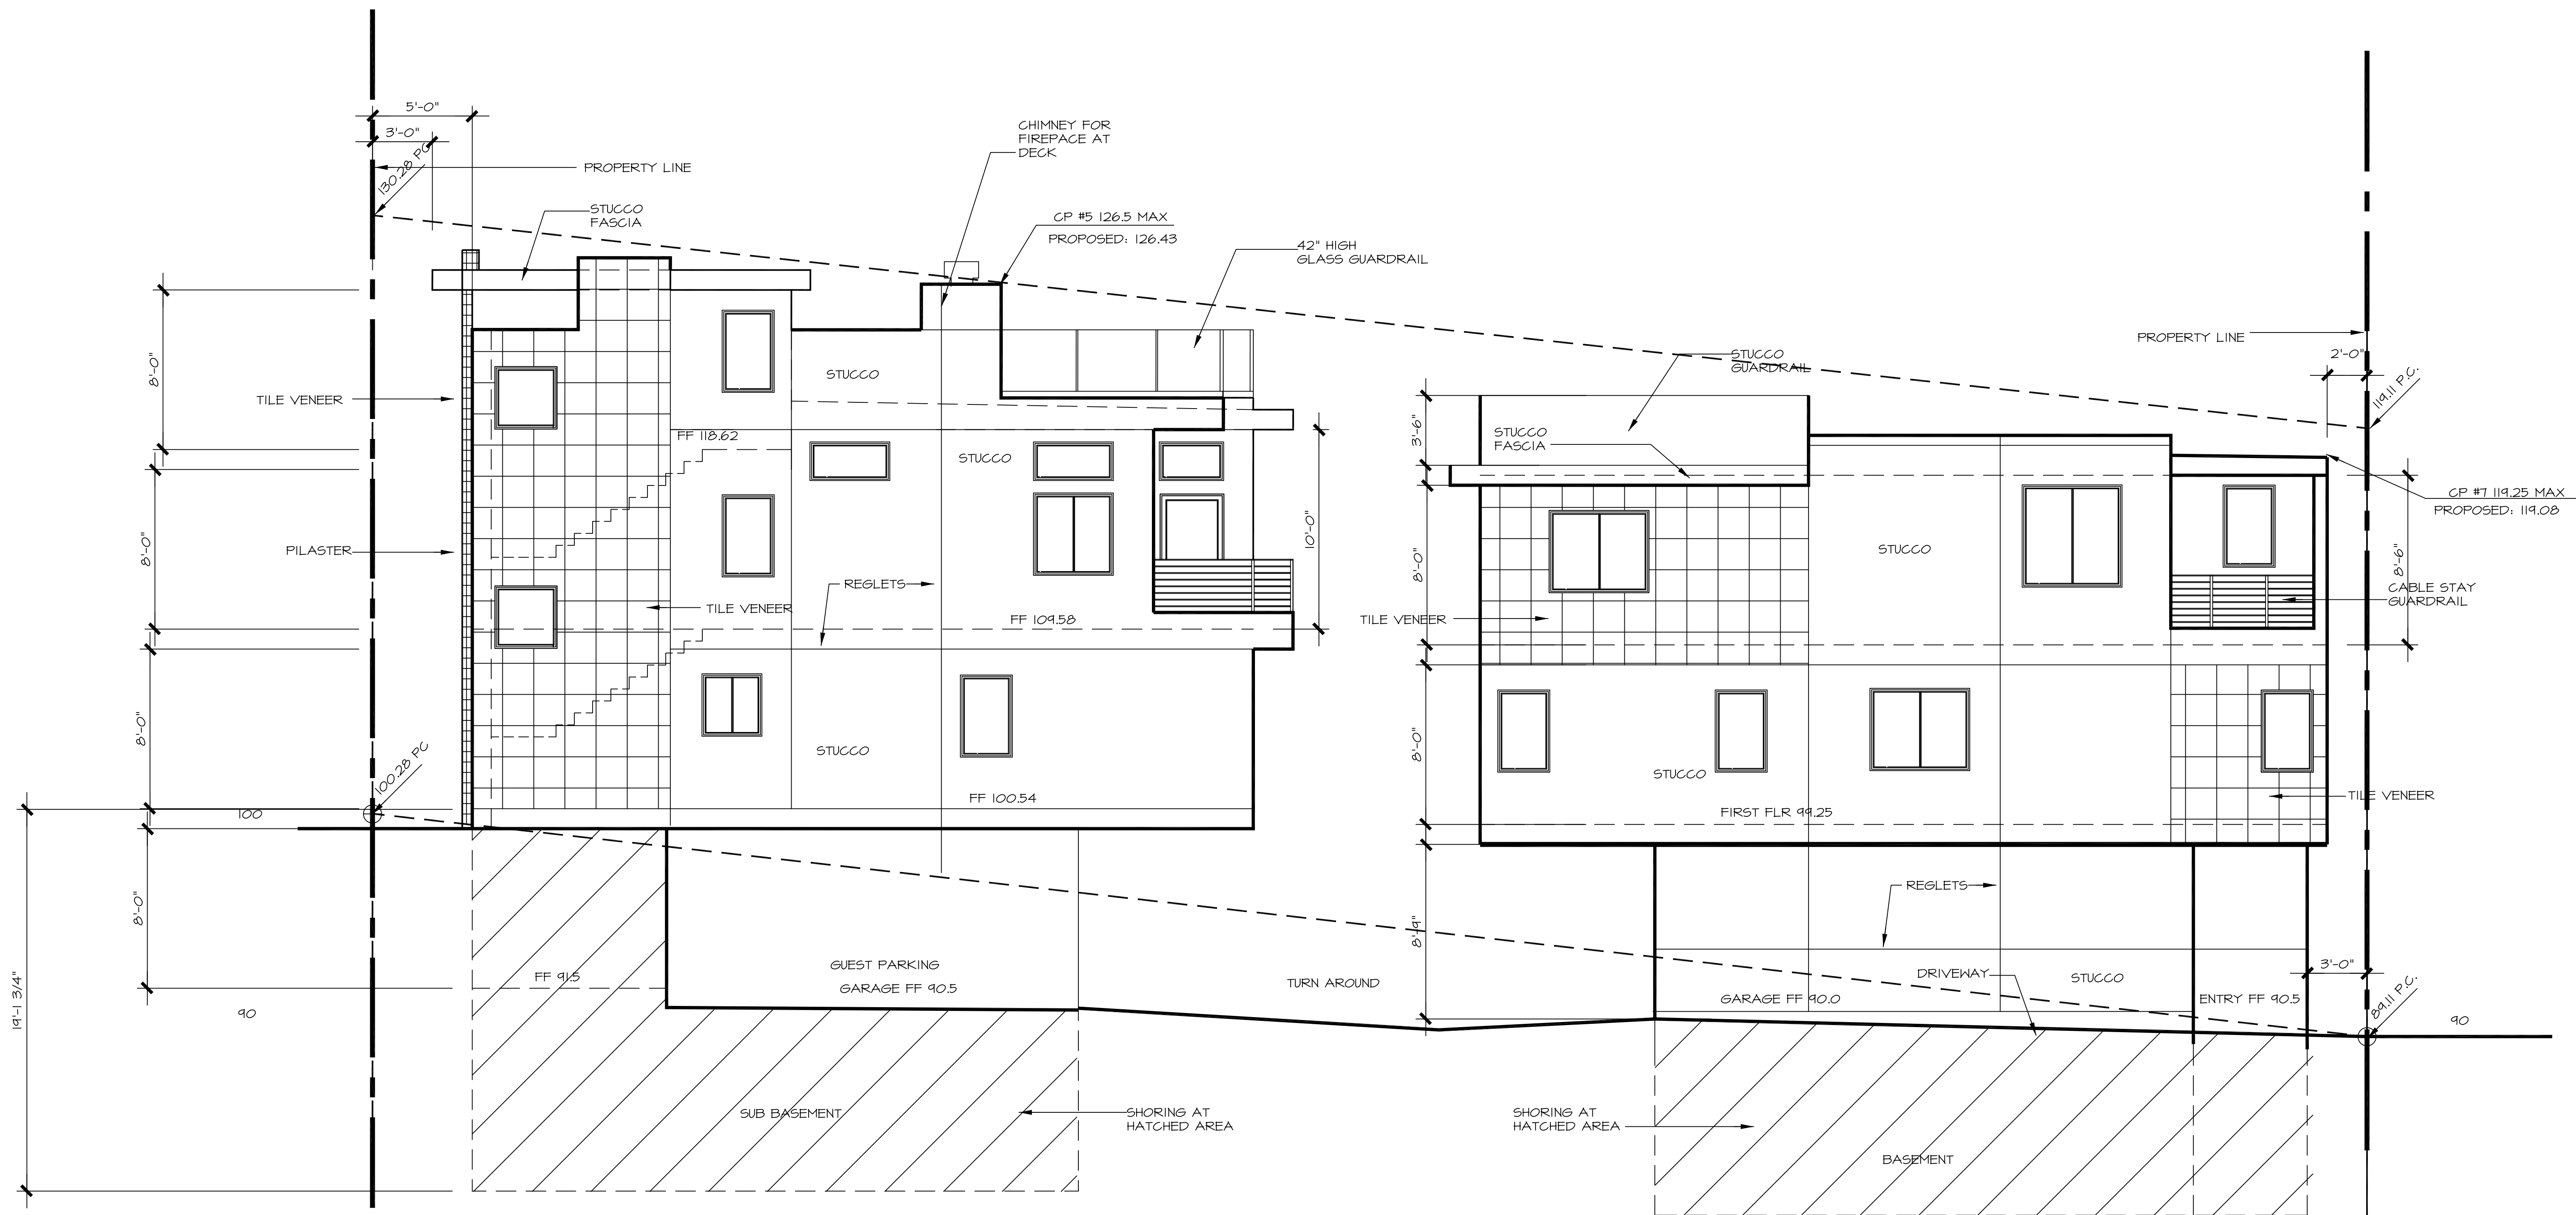 5'-0"
3'-0"
130.28 PC
PROPERTY LINE
STUCCO
FASCIA
CHIMNEY FOR
FIREPACE AT
DECK
CP #5 126.5 MAX
PROPOSED: 126.43
42" HIGH
GLASS GUARDRAIL
8'-0"
TILE VENEER
STUCCO
FF 118.62
STUCCO
8'-0"
PILASTER
REGLETS
TILE VENEER
FF 109.58
10'-0"
8'-0"
STUCCO
FF 100.54
100.28 PC
100
8'-0"
FF 91.5
90
19'-1 3/4"
GUEST PARKING
GARAGE FF 90.5
TURN AROUND
SUB BASEMENT
SHORING AT
HATCHED AREA
PROPERTY LINE
2'-0"
119.11 P.C.
STUCCO
GUARDRAIL
3'-6"
STUCCO
FASCIA
CP #7 119.25 MAX
PROPOSED: 119.08
8'-0"
STUCCO
8'-6"
CABLE STAY
GUARDRAIL
TILE VENEER
8'-0"
STUCCO
TILE VENEER
FIRST FLR 99.25
8'-9"
REGLETS
DRIVEWAY
STUCCO
3'-0"
GARAGE FF 90.0
ENTRY FF 90.5
89.11 P.C.
90
SHORING AT
HATCHED AREA
BASEMENT